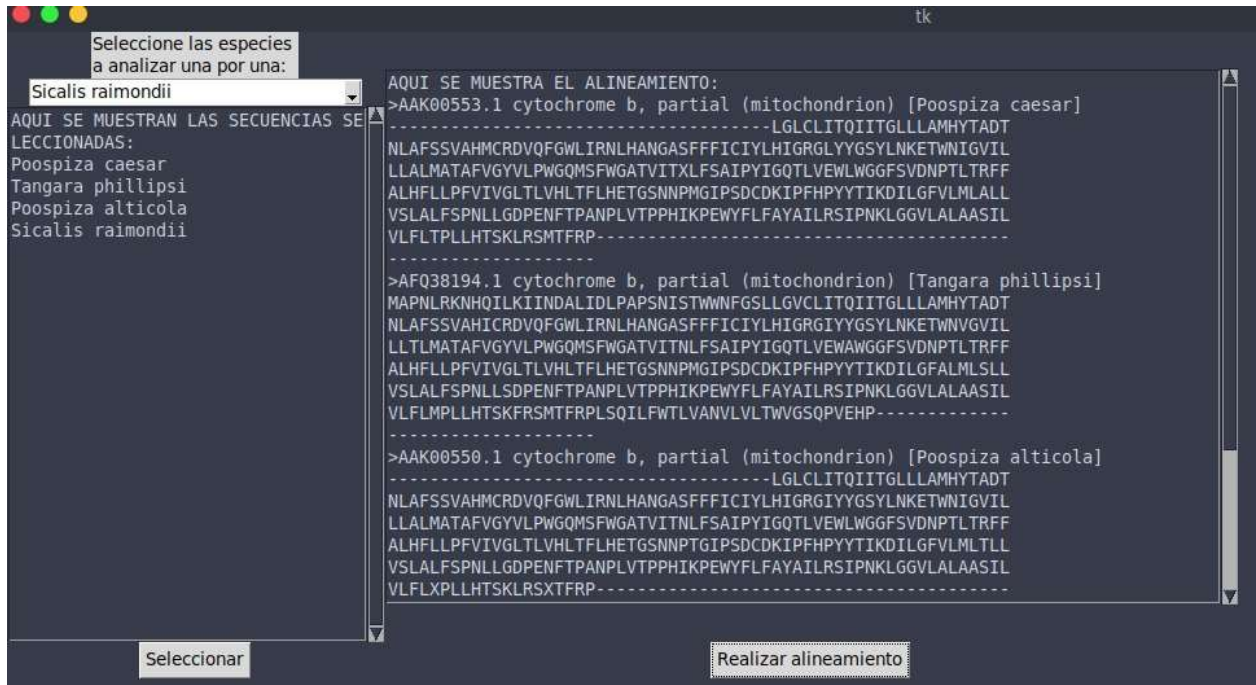 tk
Seleccione las especies
a analizar una por una:
Sicalis raimondii
AQUI SE MUESTRAN LAS SECUENCIAS SE
LECCIONADAS:
Poospiza caesar
Tangara phillipsi
Poospiza alticola
Sicalis raimondii
Seleccionar
AQUI SE MUESTRA EL ALINEAMIENTO:
>AAK00553.1 cytochrome b, partial (mitochondrion) [Poospiza caesar]
-------------------------------------LGLCLITQIITGLLLAMHYTADT
NLAFSSVAHMCRDVQFGWLIRNLHANGASFFFICIYLHIGRGLYYGSYLNKETWNIGVIL
LLALMATAFVGYVLPWGQMSFWGATVITXLFSAIPYIGQTLVEWLWGGFSVDNPTLTRFF
ALHFLLPFVIVGLTLVHLTFLHETGSNNPMGIPSDCDKIPFHPYYTIKDILGFVLMLALL
VSLALFSPNLLGDPENFTPANPLVTPPHIKPEWYFLFAYAILRSIPNKLGGVLALAASIL
VLFLTPLLHTSKLRSMTFRP----------------------------------------
--------------------
>AFQ38194.1 cytochrome b, partial (mitochondrion) [Tangara phillipsi]
MAPNLRKNHQILKIINDALIDLPAPSNISTWWNFGSLLGVCLITQIITGLLLAMHYTADT
NLAFSSVAHICRDVQFGWLIRNLHANGASFFFICIYLHIGRGIYYGSYLNKETWNVGVIL
LLTLMATAFVGYVLPWGQMSFWGATVITNLFSAIPYIGQTLVEWAWGGFSVDNPTLTRFF
ALHFLLPFVIVGLTLVHLTFLHETGSNNPMGIPSDCDKIPFHPYYTIKDILGFALMLSLL
VSLALFSPNLLSDPENFTPANPLVTPPHIKPEWYFLFAYAILRSIPNKLGGVLALAASIL
VLFLMPLLHTSKFRSMTFRPLSQILFWTLVANVLVLTWVGSQPVEHP-------------
--------------------
>AAK00550.1 cytochrome b, partial (mitochondrion) [Poospiza alticola]
-------------------------------------LGLCLITQIITGLLLAMHYTADT
NLAFSSVAHMCRDVQFGWLIRNLHANGASFFFICIYLHIGRGIYYGSYLNKETWNIGVIL
LLALMATAFVGYVLPWGQMSFWGATVITNLFSAIPYIGQTLVEWLWGGFSVDNPTLTRFF
ALHFLLPFVIVGLTLVHLTFLHETGSNNPTGIPSDCDKIPFHPYYTIKDILGFVLMLTLL
VSLALFSPNLLGDPENFTPANPLVTPPHIKPEWYFLFAYAILRSIPNKLGGVLALAASIL
VLFLXPLLHTSKLRSXTFRP----------------------------------------
Realizar alineamiento